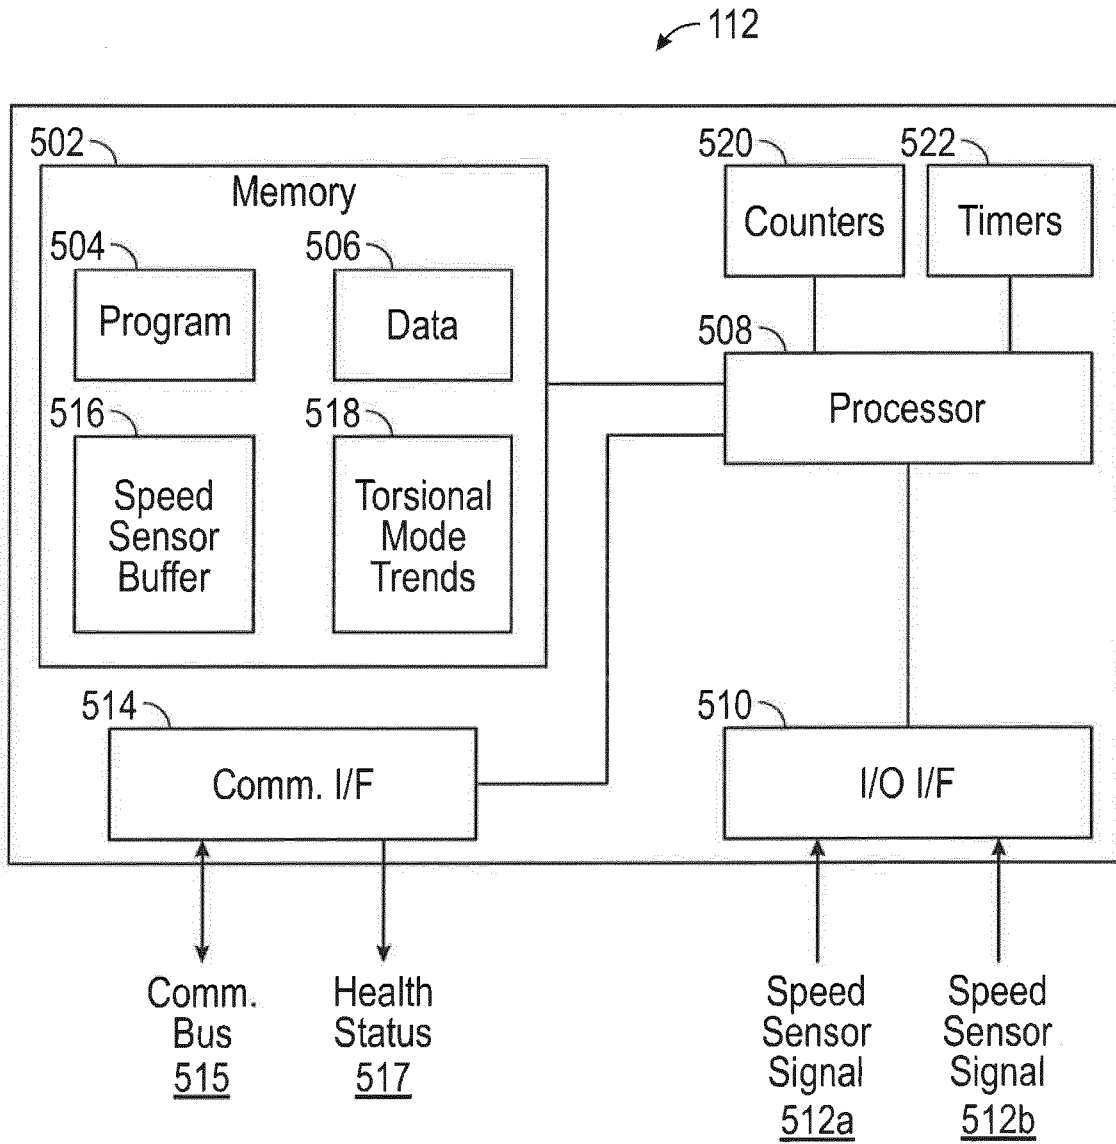 112
502
Memory
504
Program
506
Data
516
Speed
Sensor
Buffer
518
Torsional
Mode
Trends
520
Counters
522
Timers
508
Processor
514
Comm. I/F
510
I/O I/F
Comm.
Bus
515
Health
Status
517
Speed
Sensor
Signal
512a
Speed
Sensor
Signal
512b